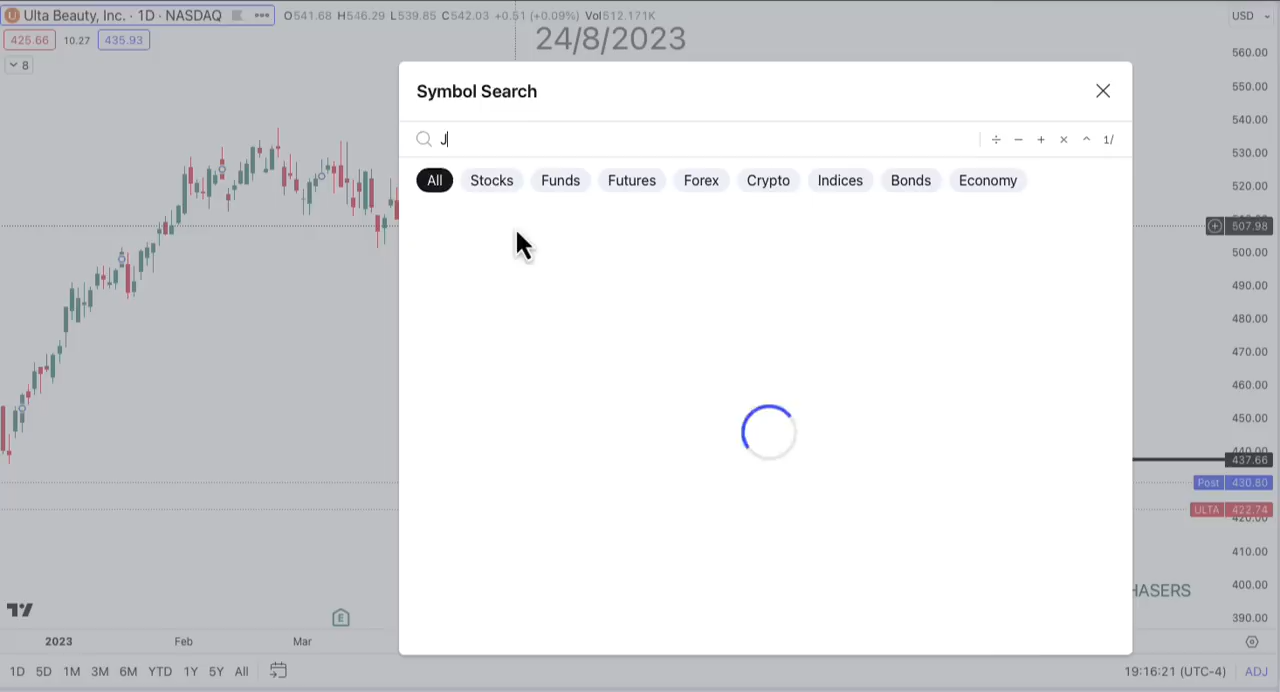 Ulta Beauty, Inc. · 1D · NASDAQ
O541.68 H546.29 L539.85 C542.03 +0.51 (+0.09%) Vol512.171K
USD
425.66 10.27 435.93
24/8/2023
8
560.00
550.00
540.00
530.00
520.00
507.98
500.00
490.00
480.00
470.00
460.00
450.00
437.66
Post 430.80
ULTA 422.74
420.00
410.00
400.00
390.00
Symbol Search
J
÷ − + × ^ 1/
All Stocks Funds Futures Forex Crypto Indices Bonds Economy
HASERS
E
2023 Feb Mar
1D 5D 1M 3M 6M YTD 1Y 5Y All
19:16:21 (UTC-4) ADJ